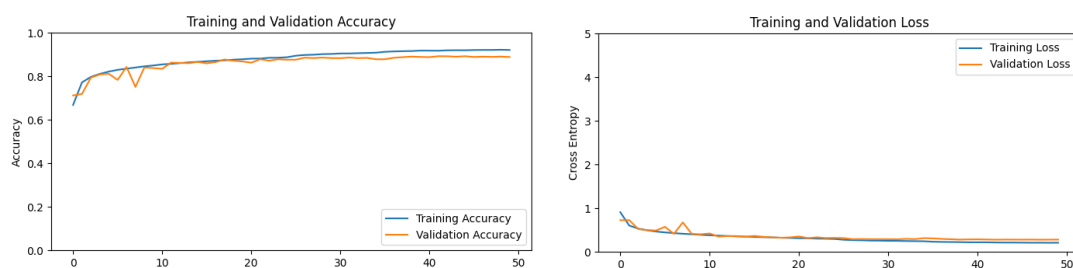 Training and Validation Accuracy
1.0
0.8
0.6
0.4
0.2
0.0
Accuracy
Training Accuracy
Validation Accuracy
0 10 20 30 40 50
Training and Validation Loss
5
4
3
2
1
0
Cross Entropy
Training Loss
Validation Loss
0 10 20 30 40 50